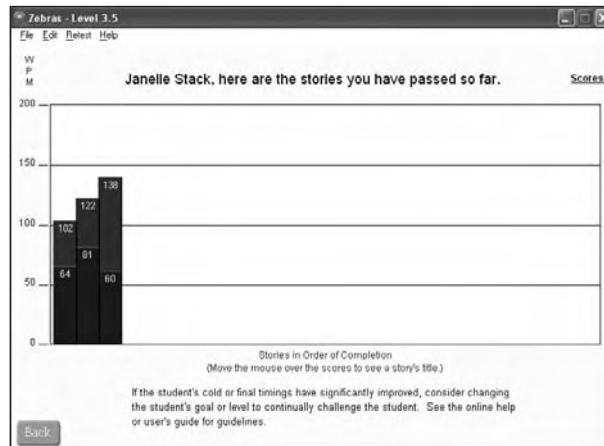 Zebras - Level 3.5
File Edit Retest Help
W
P
M
Janelle Stack, here are the stories you have passed so far.
Scores
200
150
100
50
0
102
64
122
81
138
60
Stories in Order of Completion
(Move the mouse over the scores to see a story's title.)
If the student's cold or final timings have significantly improved, consider changing
the student's goal or level to continually challenge the student. See the online help
or user's guide for guidelines.
Back